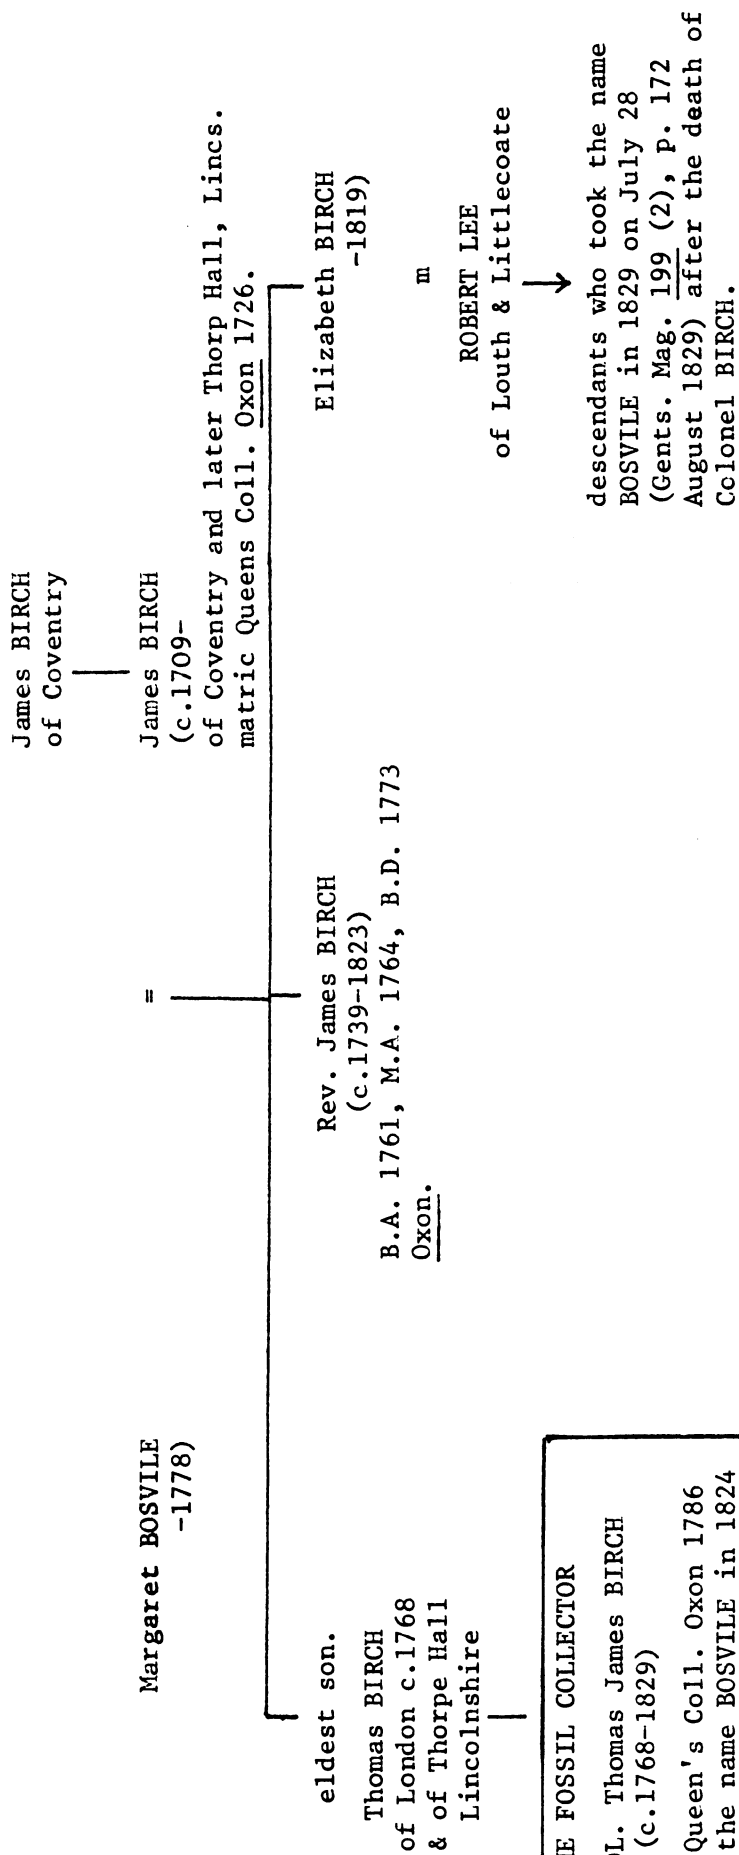 James BIRCH
of Coventry
Margaret BOSVILE
-1778)
=
James BIRCH
(c.1709-
of Coventry and later Thorp Hall, Lincs.
matric Queens Coll. Oxon 1726.
eldest son.
Thomas BIRCH
of London c.1768
& of Thorpe Hall
Lincolnshire
Rev. James BIRCH
(c.1739-1823)
B.A. 1761, M.A. 1764, B.D. 1773
Oxon.
Elizabeth BIRCH
-1819)
m
ROBERT LEE
of Louth & Littlecoate
descendants who took the name
BOSVILE in 1829 on July 28
(Gents. Mag. 199 (2), p. 172
August 1829) after the death of
Colonel BIRCH.
FOSSIL COLLECTOR
Thomas James BIRCH
(c.1768-1829)
Queen's Coll. Oxon 1786
the name BOSVILE in 1824